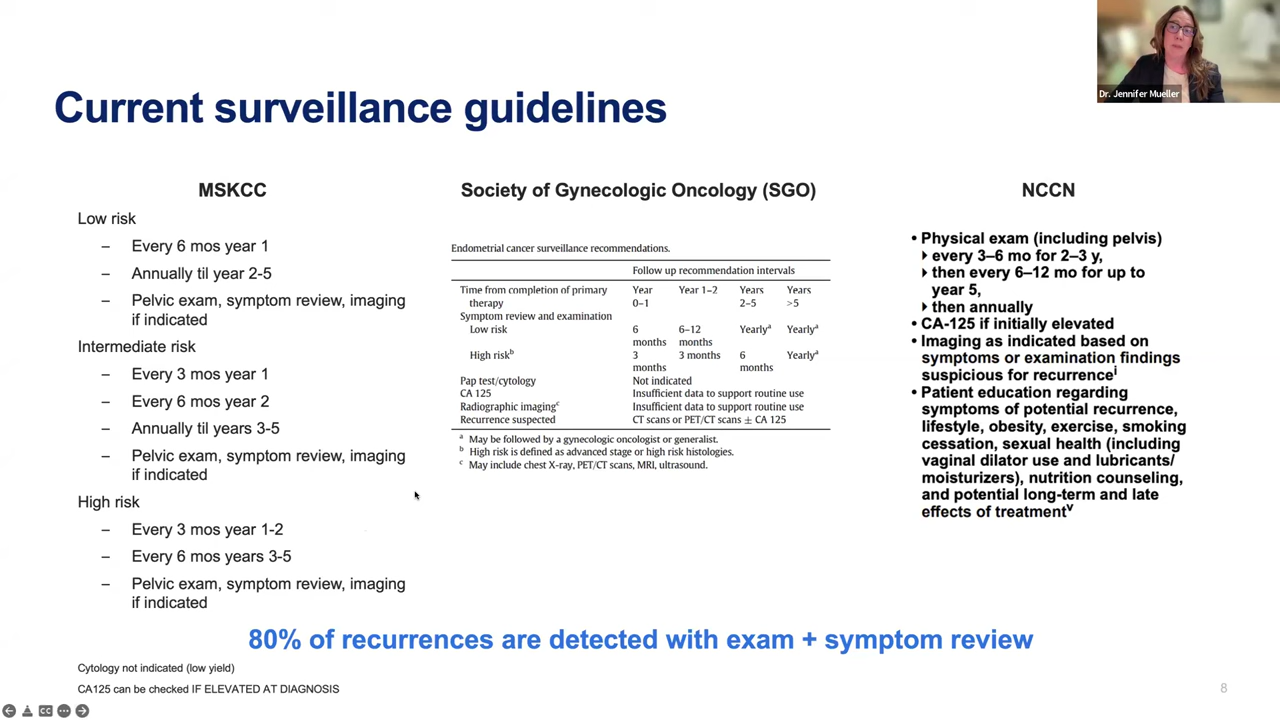 Dr. Jennifer Mueller
Current surveillance guidelines
MSKCC
Low risk
– Every 6 mos year 1
– Annually til year 2-5
– Pelvic exam, symptom review, imaging
if indicated
Intermediate risk
– Every 3 mos year 1
– Every 6 mos year 2
– Annually til years 3-5
– Pelvic exam, symptom review, imaging
if indicated
High risk
– Every 3 mos year 1-2
– Every 6 mos years 3-5
– Pelvic exam, symptom review, imaging
if indicated
Society of Gynecologic Oncology (SGO)
Endometrial cancer surveillance recommendations.
Follow up recommendation intervals
Time from completion of primary Year Year 1–2 Years Years
therapy 0–1 2–5 >5
Symptom review and examination
Low risk 6 6–12 Yearlyᵃ Yearlyᵃ
months months
High riskᵇ 3 3 months 6 Yearlyᵃ
months months
Pap test/cytology Not indicated
CA 125 Insufficient data to support routine use
Radiographic imagingᶜ Insufficient data to support routine use
Recurrence suspected CT scans or PET/CT scans ± CA 125
ᵃ May be followed by a gynecologic oncologist or generalist.
ᵇ High risk is defined as advanced stage or high risk histologies.
ᶜ May include chest X-ray, PET/CT scans, MRI, ultrasound.
NCCN
• Physical exam (including pelvis)
every 3–6 mo for 2–3 y,
then every 6–12 mo for up to
year 5,
then annually
• CA-125 if initially elevated
• Imaging as indicated based on
symptoms or examination findings
suspicious for recurrenceⁱ
• Patient education regarding
symptoms of potential recurrence,
lifestyle, obesity, exercise, smoking
cessation, sexual health (including
vaginal dilator use and lubricants/
moisturizers), nutrition counseling,
and potential long-term and late
effects of treatmentᵛ
80% of recurrences are detected with exam + symptom review
Cytology not indicated (low yield)
CA125 can be checked IF ELEVATED AT DIAGNOSIS
8
CC